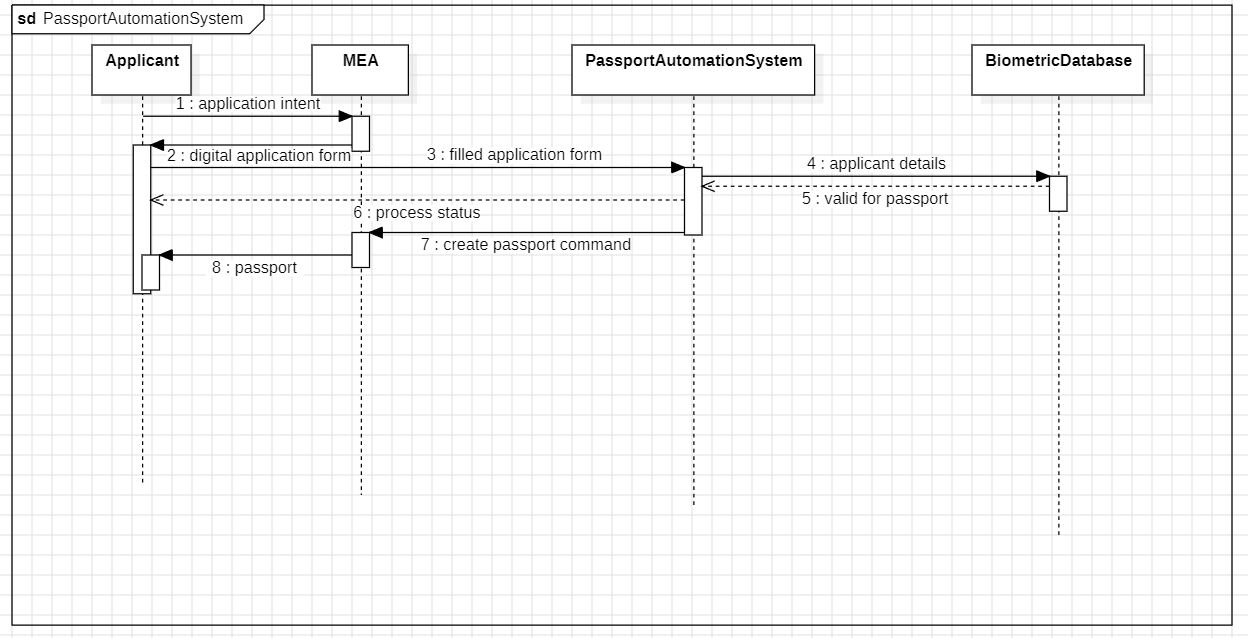 sd PassportAutomationSystem
Applicant
MEA
PassportAutomationSystem
BiometricDatabase
1 : application intent
2 : digital application form
3 : filled application form
4 : applicant details
5 : valid for passport
6 : process status
7 : create passport command
8 : passport